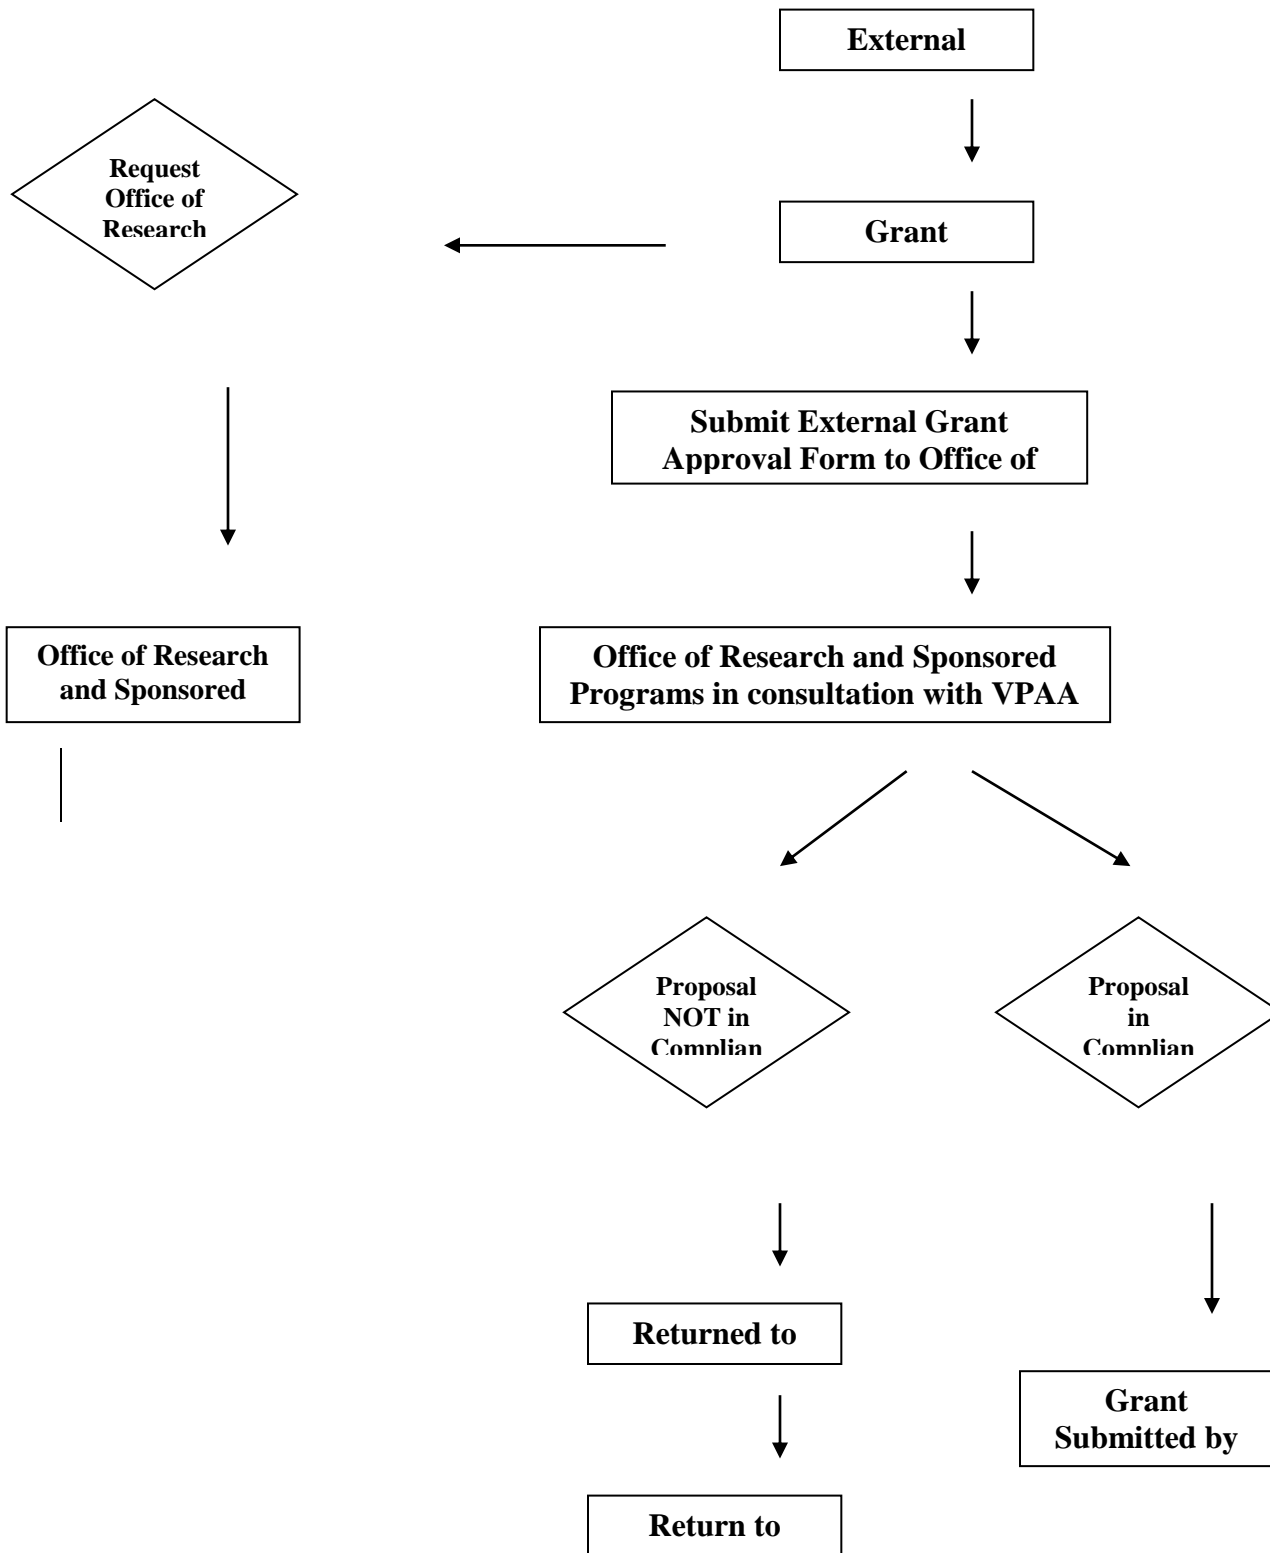 External
Request
Office of
Research
Grant
Submit External Grant
Approval Form to Office of
Office of Research
and Sponsored
Office of Research and Sponsored
Programs in consultation with VPAA
Proposal
NOT in
Complian
Proposal
in
Complian
Returned to
Grant
Submitted by
Return to